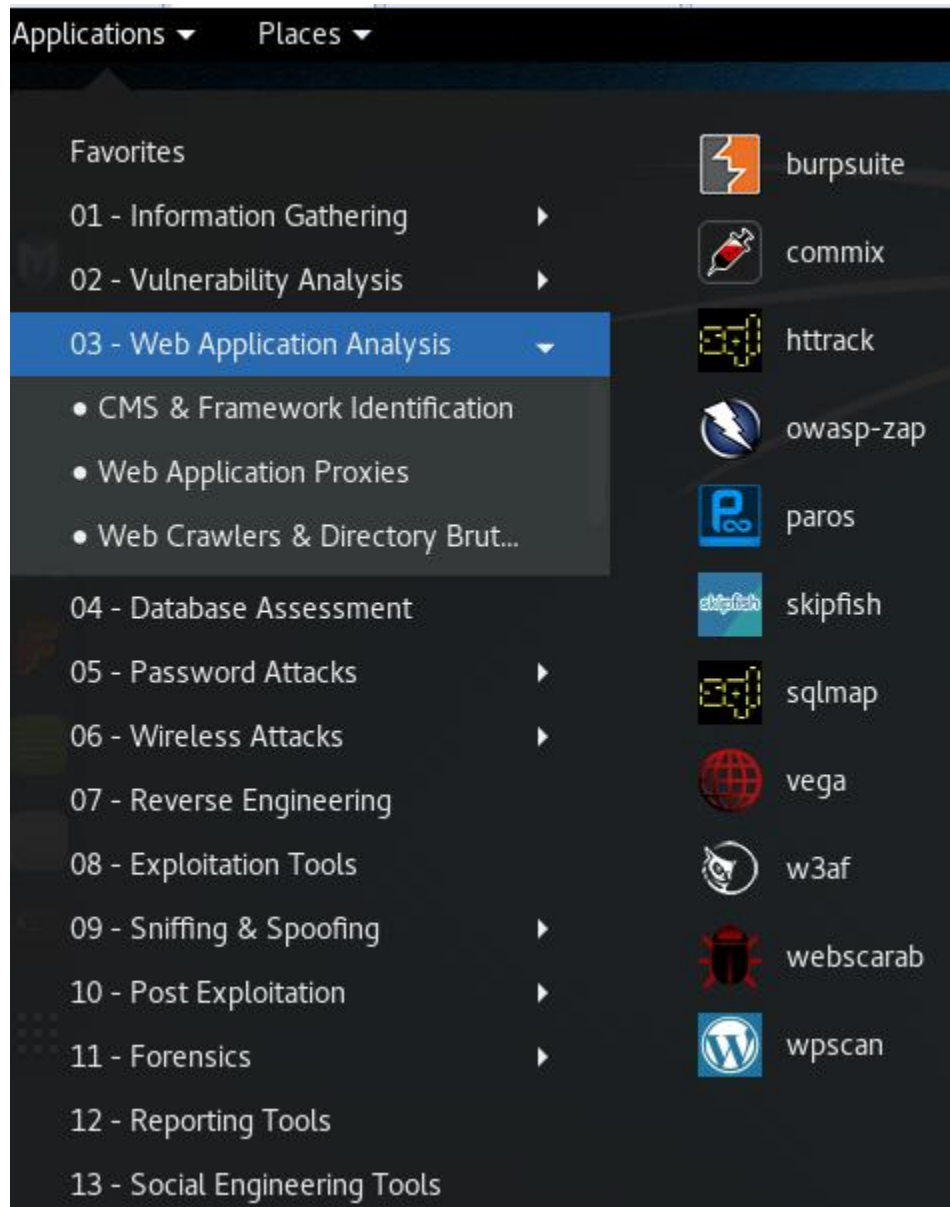 Applications Places
Favorites
01 - Information Gathering
02 - Vulnerability Analysis
03 - Web Application Analysis
• CMS & Framework Identification
• Web Application Proxies
• Web Crawlers & Directory Brut...
04 - Database Assessment
05 - Password Attacks
06 - Wireless Attacks
07 - Reverse Engineering
08 - Exploitation Tools
09 - Sniffing & Spoofing
10 - Post Exploitation
11 - Forensics
12 - Reporting Tools
13 - Social Engineering Tools
burpsuite
commix
httrack
owasp-zap
paros
skipfish
skipfish
sqlmap
vega
w3af
webscarab
wpscan